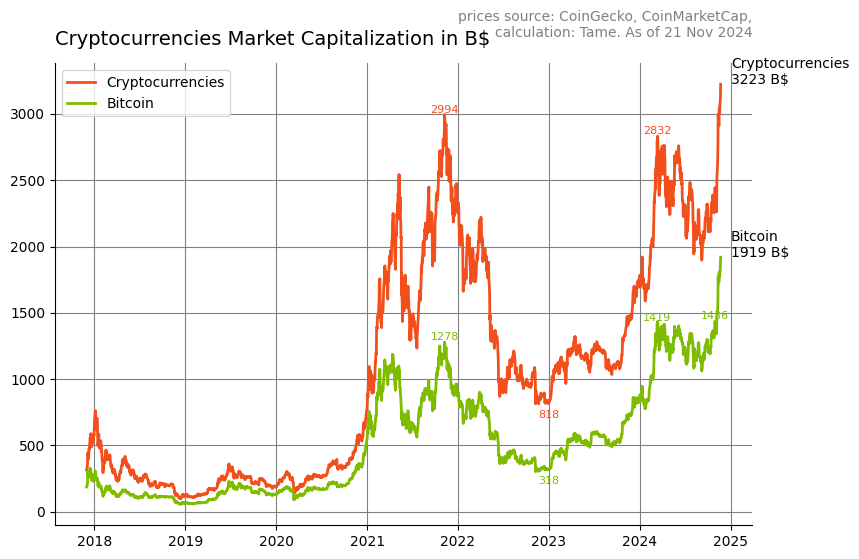 prices source: CoinGecko, CoinMarketCap,
calculation: Tame. As of 21 Nov 2024
Cryptocurrencies Market Capitalization in B$
Cryptocurrencies
3223 B$
Cryptocurrencies
Bitcoin
3000
2994
2832
2500
Bitcoin
1919 B$
2000
1500
1419
1436
1278
1000
818
500
318
0
2018 2019 2020 2021 2022 2023 2024 2025